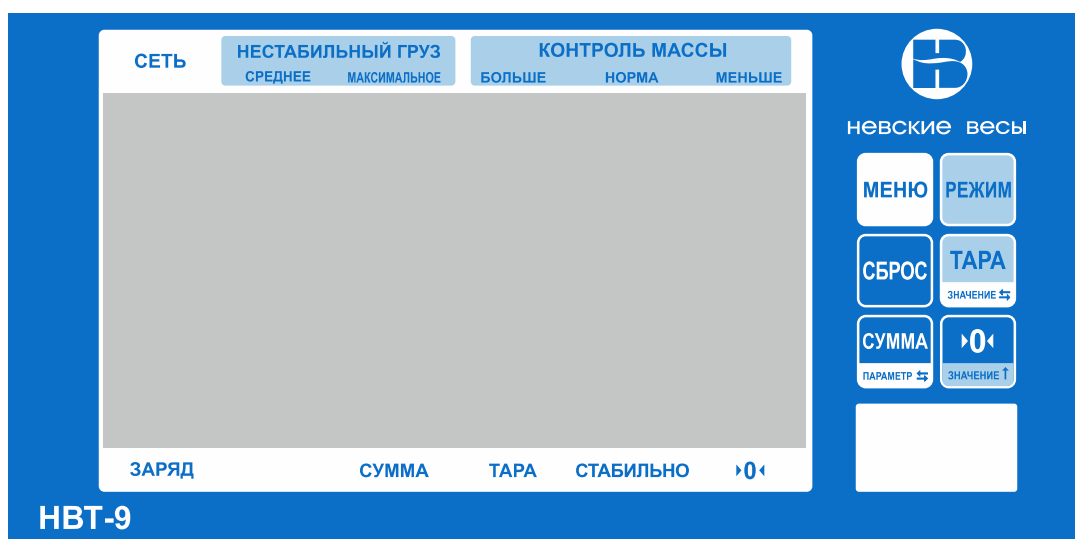 СЕТЬ
НЕСТАБИЛЬНЫЙ ГРУЗ
СРЕДНЕЕ МАКСИМАЛЬНОЕ
КОНТРОЛЬ МАССЫ
БОЛЬШЕ НОРМА МЕНЬШЕ
НВ
невские весы
МЕНЮ
РЕЖИМ
СБРОС
ТАРА
ЗНАЧЕНИЕ ⇆
СУММА
ПАРАМЕТР ⇆
▸0◂
ЗНАЧЕНИЕ ↑
ЗАРЯД СУММА ТАРА СТАБИЛЬНО ▸0◂
НВТ-9